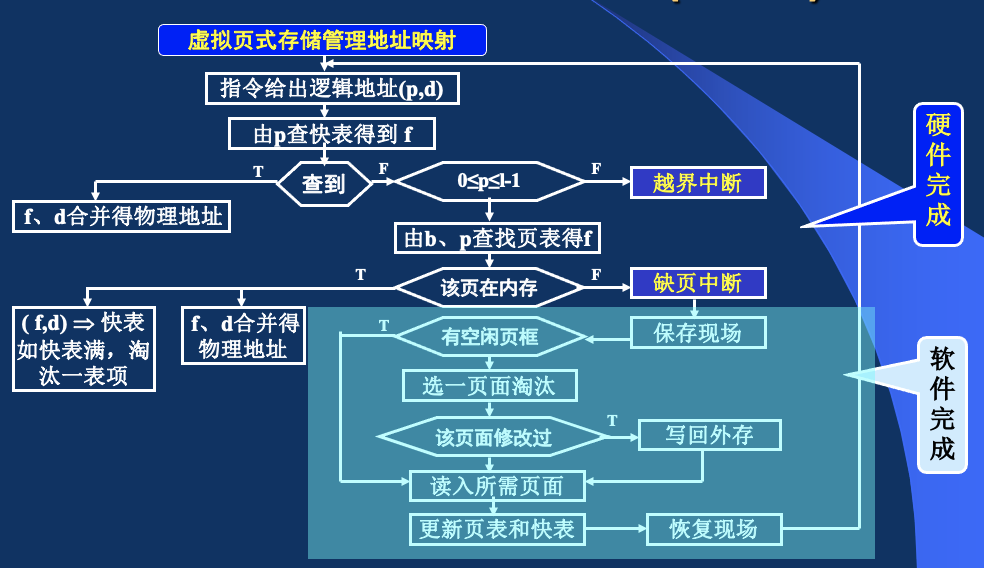 虚拟页式存储管理地址映射
指令给出逻辑地址(p,d)
由p查快表得到 f
T
查到
F
0≤p≤l-1
F
越界中断
f、d合并得物理地址
由b、p查找页表得f
T
该页在内存
F
缺页中断
( f,d) ⇒ 快表
如快表满，淘
汰一表项
f、d合并得
物理地址
T
有空闲页框
保存现场
选一页面淘汰
该页面修改过
T
写回外存
读入所需页面
更新页表和快表
恢复现场
硬件完成
软件完成